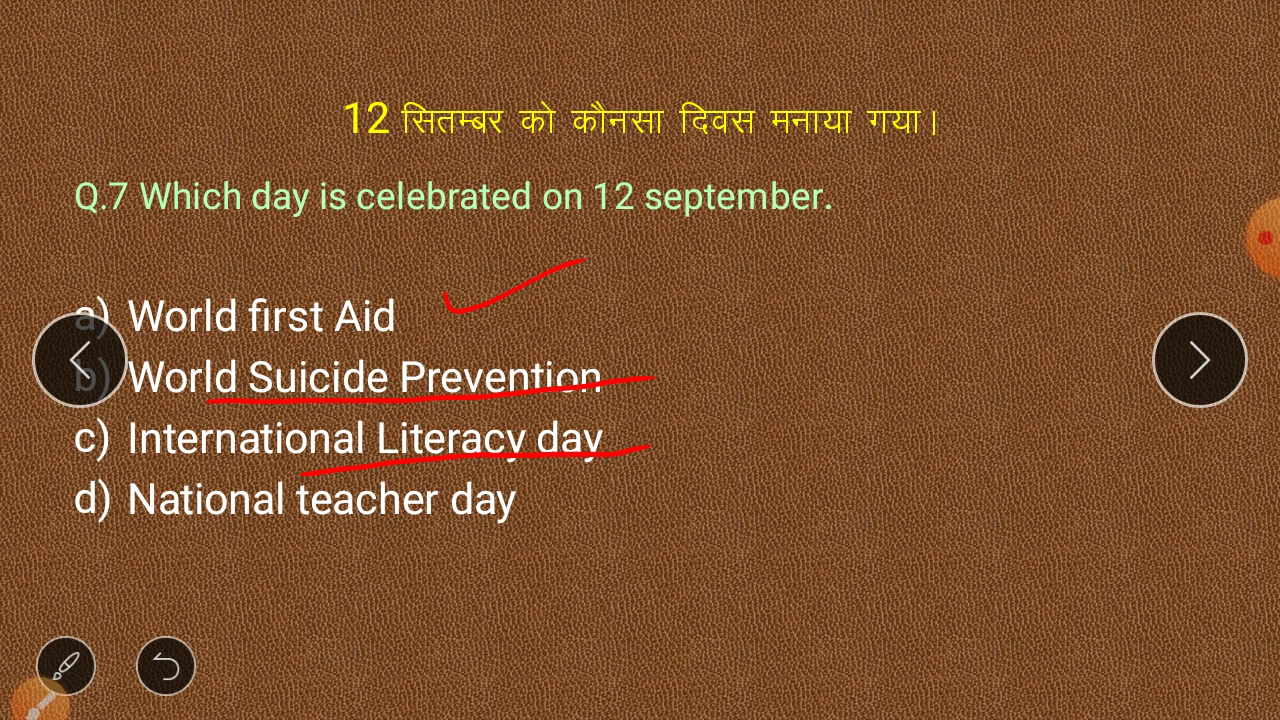 12 सितम्बर को कौनसा दिवस मनाया गया।
Q.7 Which day is celebrated on 12 september.
a) World first Aid
b) World Suicide Prevention
c) International Literacy day
d) National teacher day